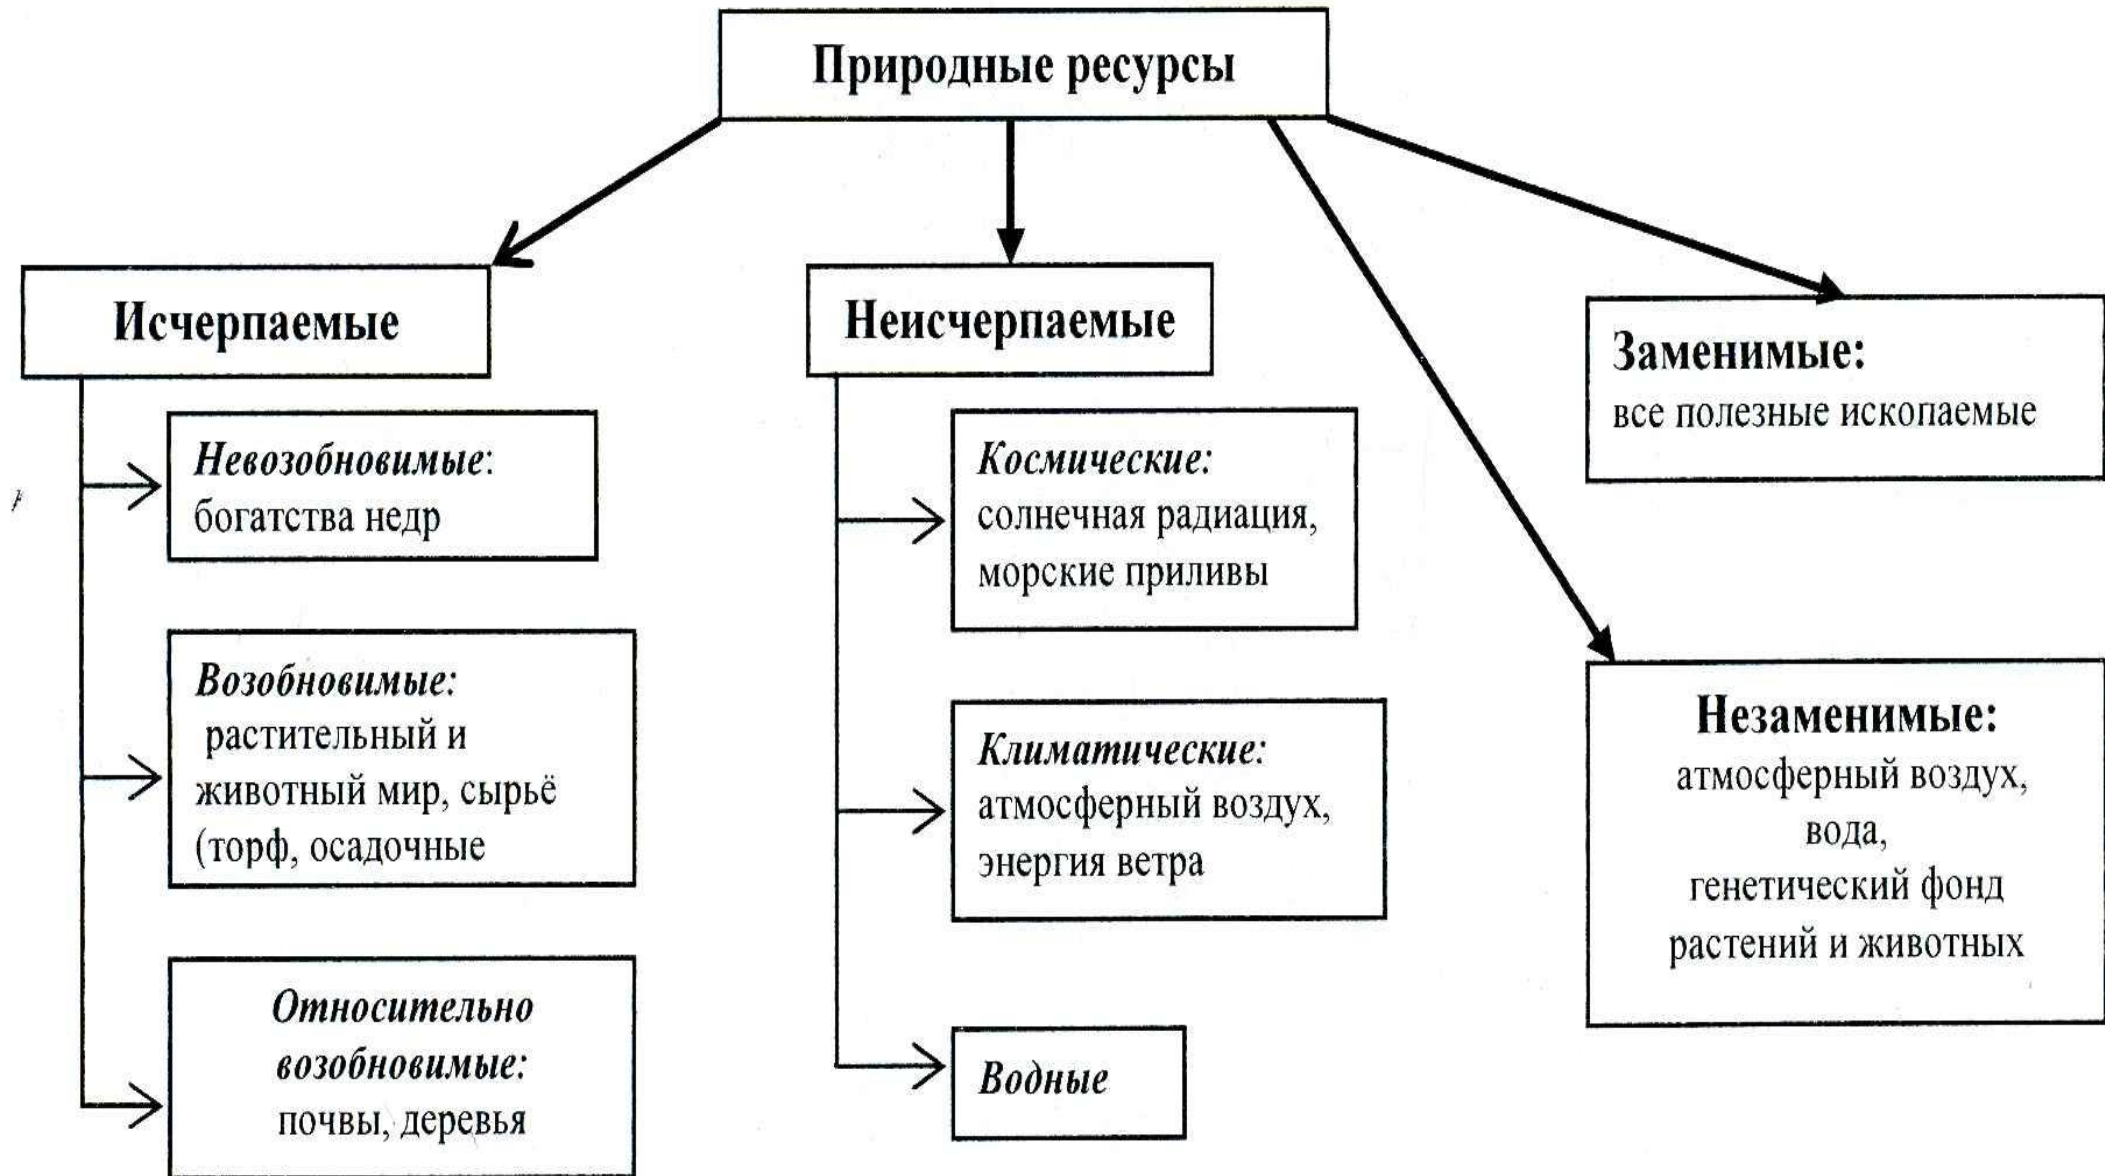 Природные ресурсы
Исчерпаемые
Невозобновимые:
богатства недр
Возобновимые:
растительный и
животный мир, сырьё
(торф, осадочные
Относительно
возобновимые:
почвы, деревья
Неисчерпаемые
Космические:
солнечная радиация,
морские приливы
Климатические:
атмосферный воздух,
энергия ветра
Водные
Заменимые:
все полезные ископаемые
Незаменимые:
атмосферный воздух,
вода,
генетический фонд
растений и животных